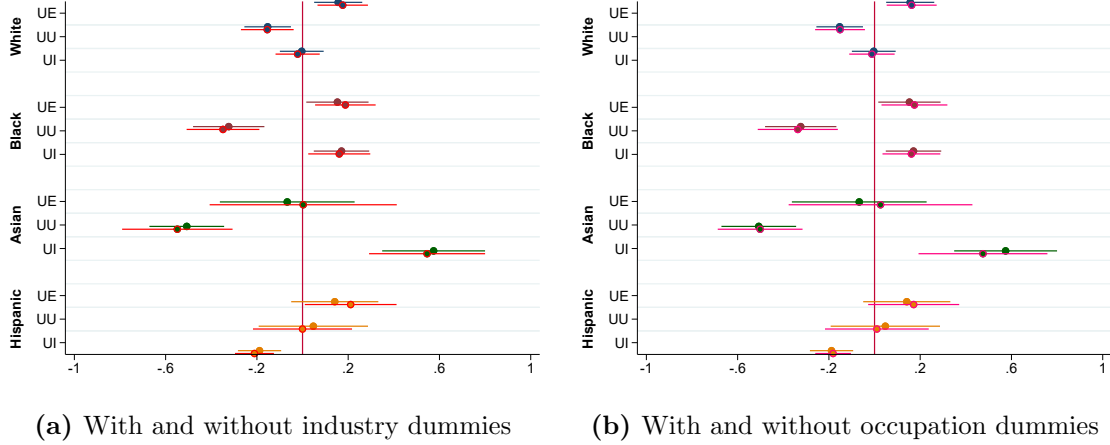 White
UE
UU
UI
Black
UE
UU
UI
Asian
UE
UU
UI
Hispanic
UE
UU
UI
-1 -.6 -.2 .2 .6 1
(a) With and without industry dummies
White
UE
UU
UI
Black
UE
UU
UI
Asian
UE
UU
UI
Hispanic
UE
UU
UI
-1 -.6 -.2 .2 .6 1
(b) With and without occupation dummies